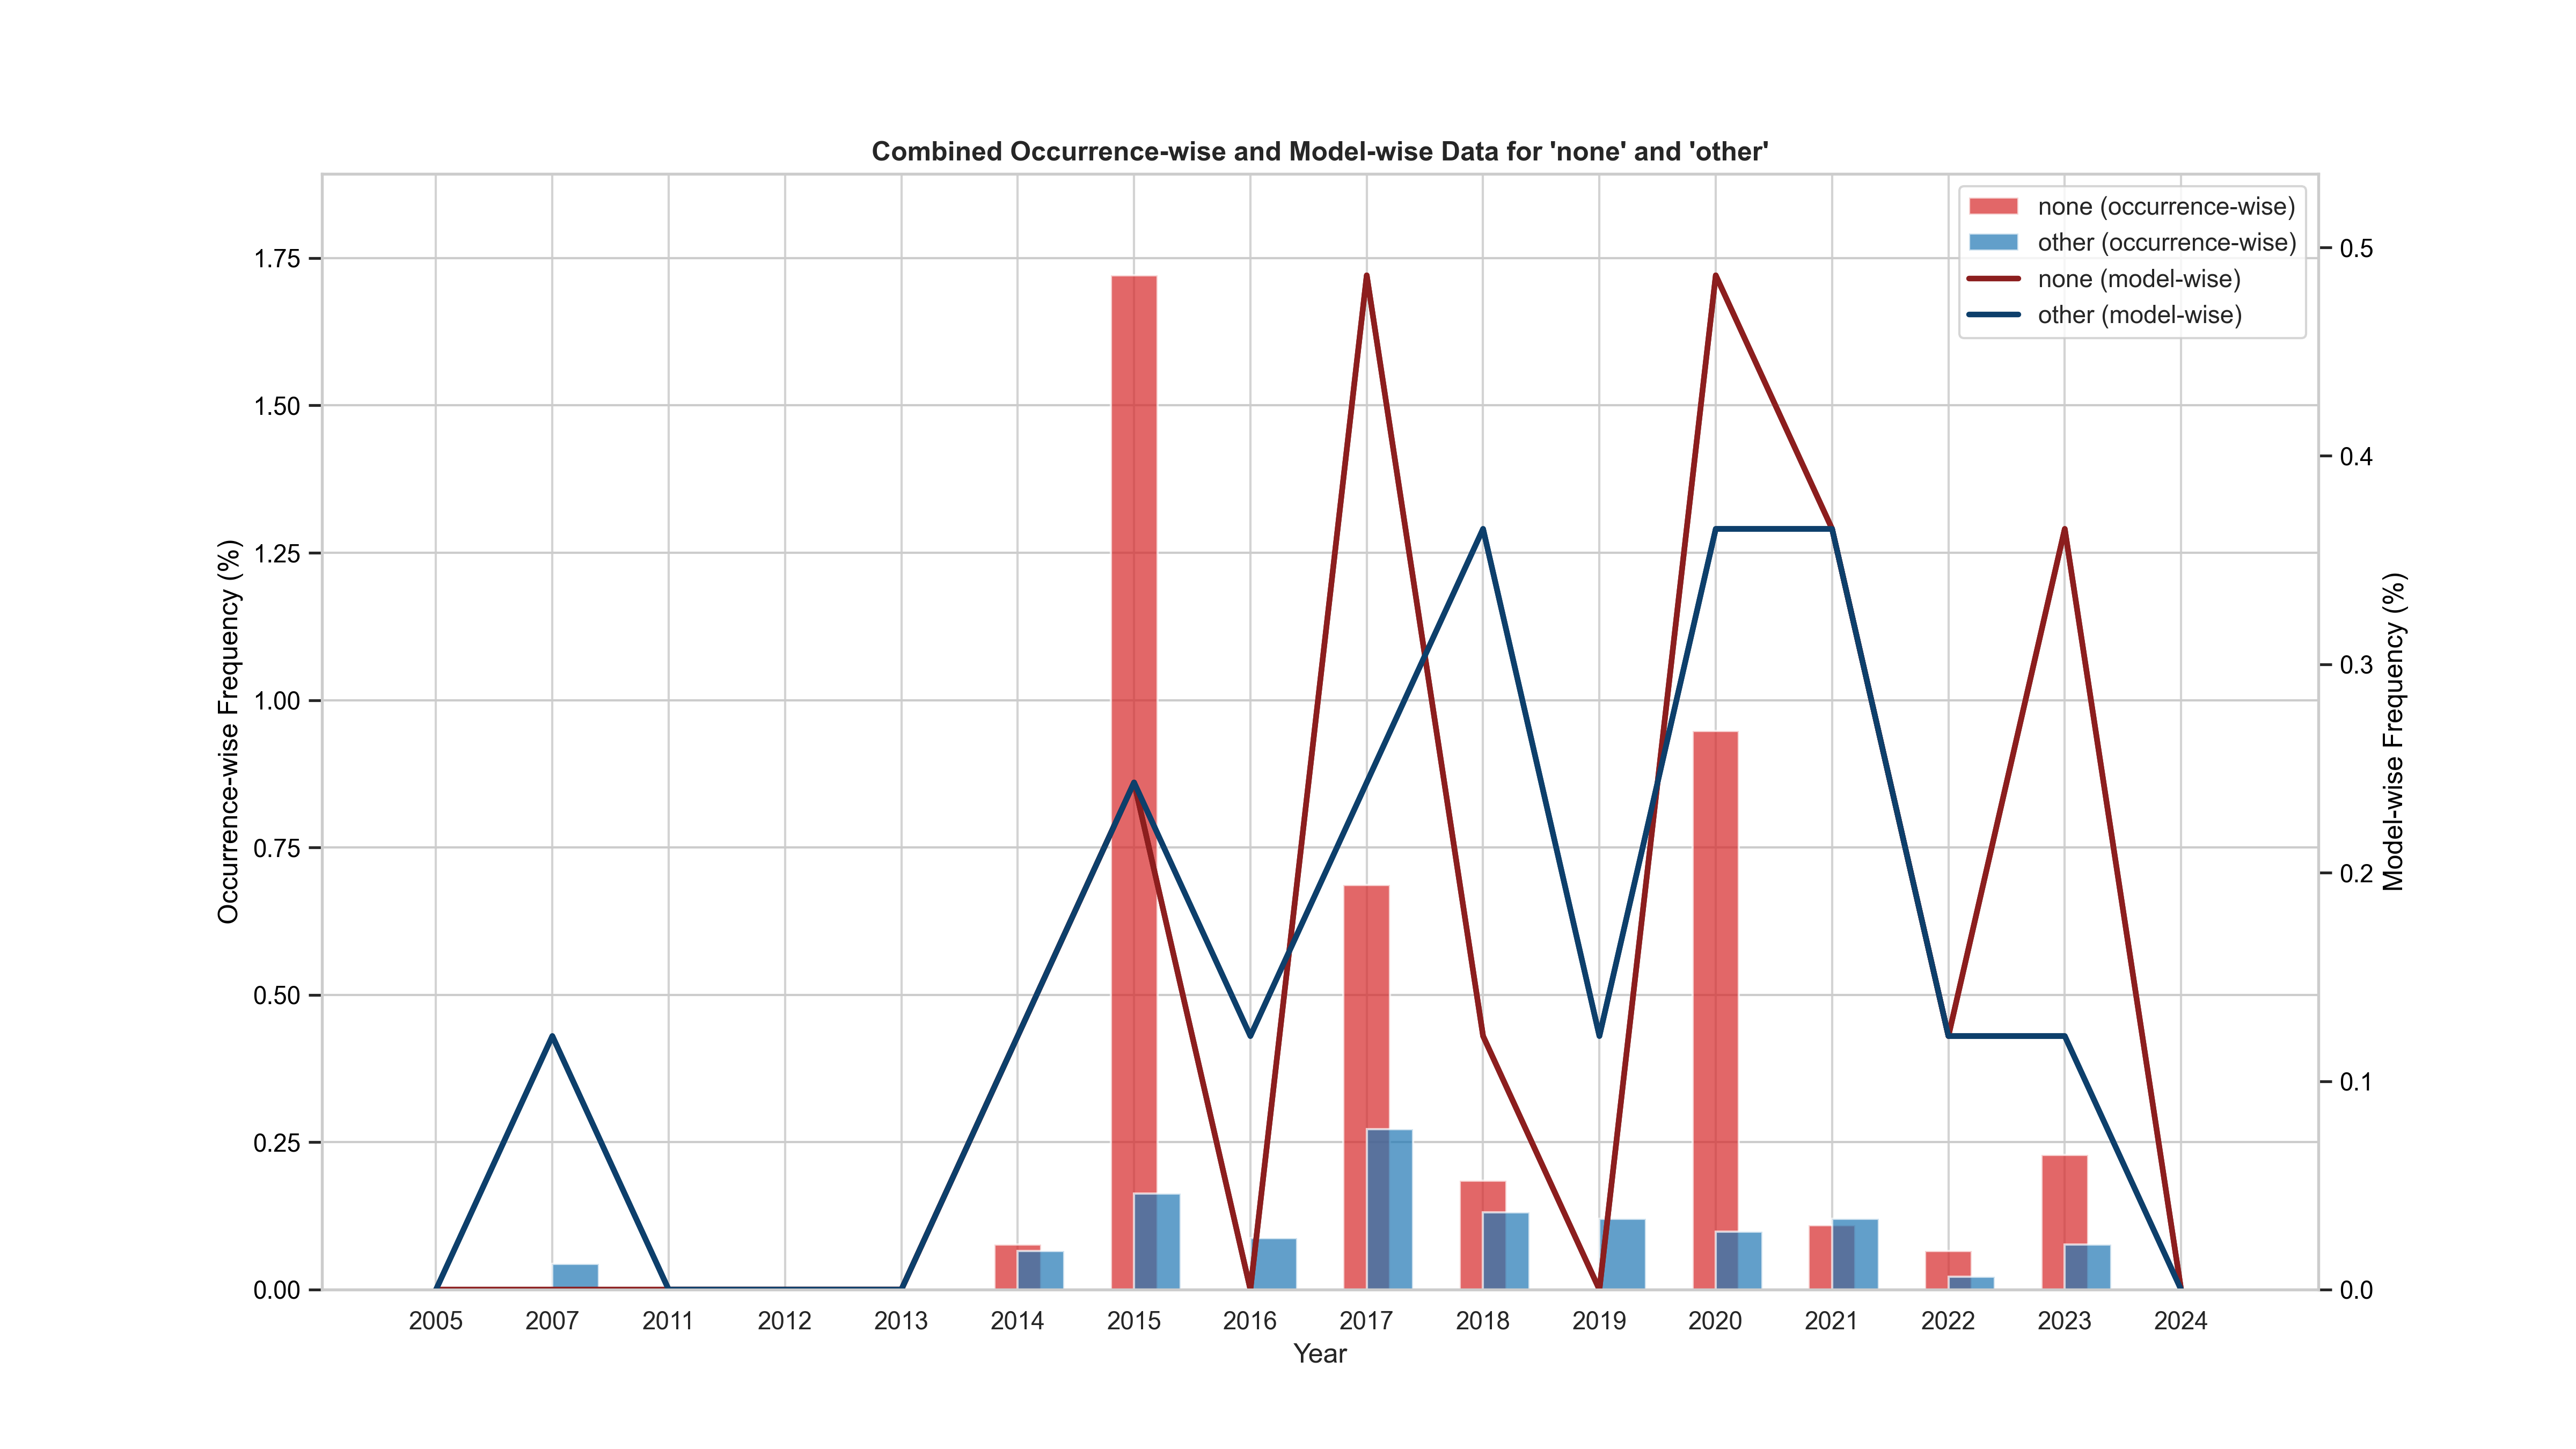 Combined Occurrence-wise and Model-wise Data for 'none' and 'other'
none (occurrence-wise)
other (occurrence-wise)
none (model-wise)
other (model-wise)
Occurrence-wise Frequency (%)
1.75
1.50
1.25
1.00
0.75
0.50
0.25
0.00
0.5
0.4
0.3
0.2
0.1
0.0
Model-wise Frequency (%)
2005 2007 2011 2012 2013 2014 2015 2016 2017 2018 2019 2020 2021 2022 2023 2024
Year